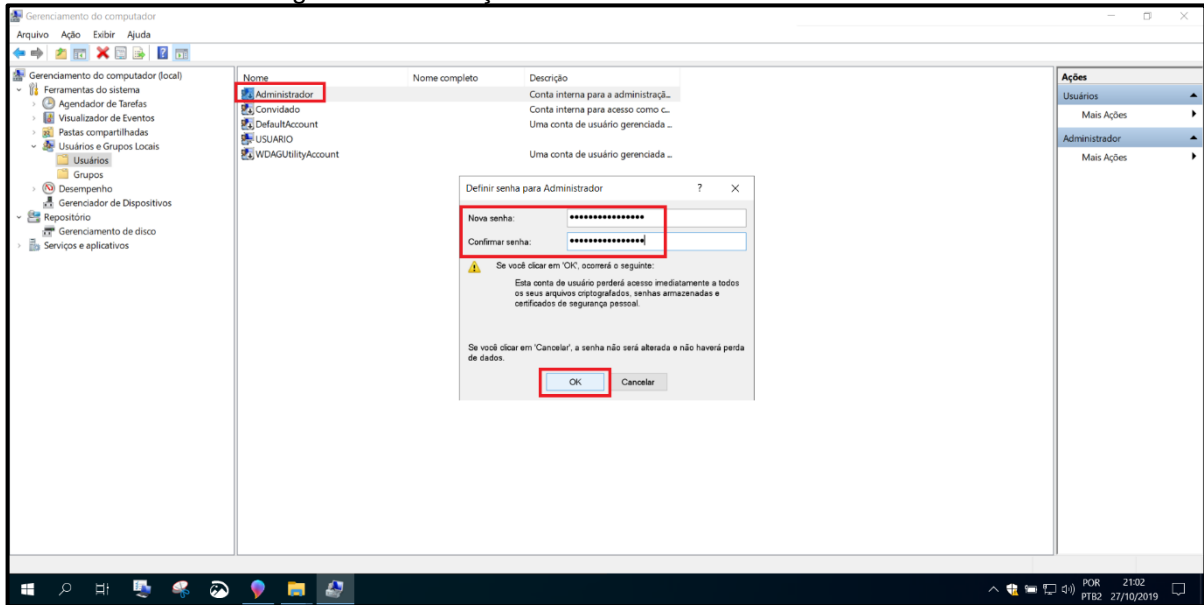 Gerenciamento do computador
Arquivo Ação Exibir Ajuda
Gerenciamento do computador (local)
Ferramentas do sistema
Agendador de Tarefas
Visualizador de Eventos
Pastas compartilhadas
Usuários e Grupos Locais
Usuários
Grupos
Desempenho
Gerenciador de Dispositivos
Repositório
Gerenciamento de disco
Serviços e aplicativos
Nome Nome completo Descrição
Administrador Conta interna para a administraçã...
Convidado Conta interna para acesso como c...
DefaultAccount Uma conta de usuário gerenciada ...
USUARIO
WDAGUtilityAccount Uma conta de usuário gerenciada ...
Definir senha para Administrador ? ×
Nova senha: ••••••••••••••••
Confirmar senha: ••••••••••••••••
Se você clicar em 'OK', ocorrerá o seguinte:
Esta conta de usuário perderá acesso imediatamente a todos
os seus arquivos criptografados, senhas armazenadas e
certificados de segurança pessoal.
Se você clicar em 'Cancelar', a senha não será alterada e não haverá perda
de dados.
OK Cancelar
Ações
Usuários
Mais Ações
Administrador
Mais Ações
POR 21:02
PTB2 27/10/2019